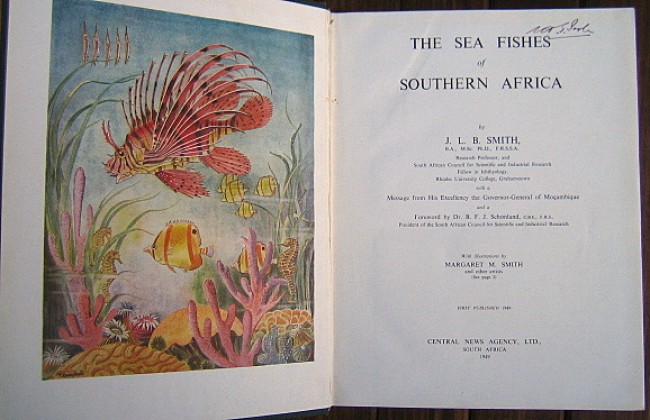 THE SEA FISHES
of
SOUTHERN AFRICA
by
J. L. B. SMITH,
B.A., M.Sc. Ph.D., F.R.S.S.A.
Research Professor, and
South African Council for Scientific and Industrial Research
Fellow in Ichthyology,
Rhodes University College, Grahamstown
with a
Message from His Excellency the Governor-General of Moçambique
and a
Foreword by Dr. B. F. J. Schonland, C.B.E., F.R.S.,
President of the South African Council for Scientific and Industrial Research
With illustrations by
MARGARET M. SMITH
and other artists
(See page 3)
FIRST PUBLISHED 1949
CENTRAL NEWS AGENCY, LTD.,
SOUTH AFRICA
1949